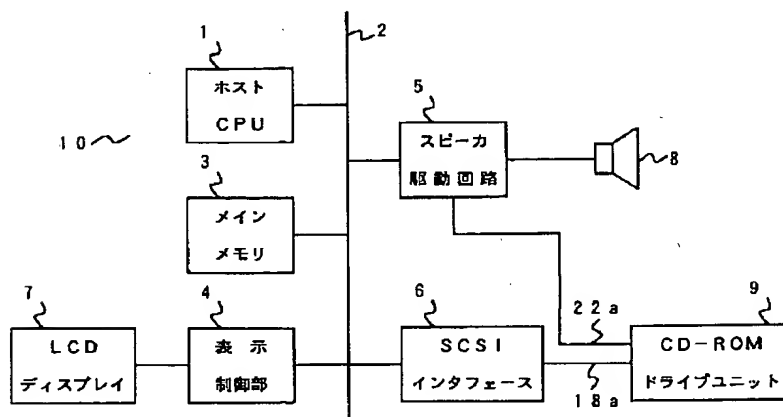 1
2
ホスト
CPU
5
スピーカ
駆動回路
8
10
3
メイン
メモリ
7
LCD
ディスプレイ
4
表示
制御部
6
SCSI
インタフェース
22a
18a
9
CD-ROM
ドライブユニット